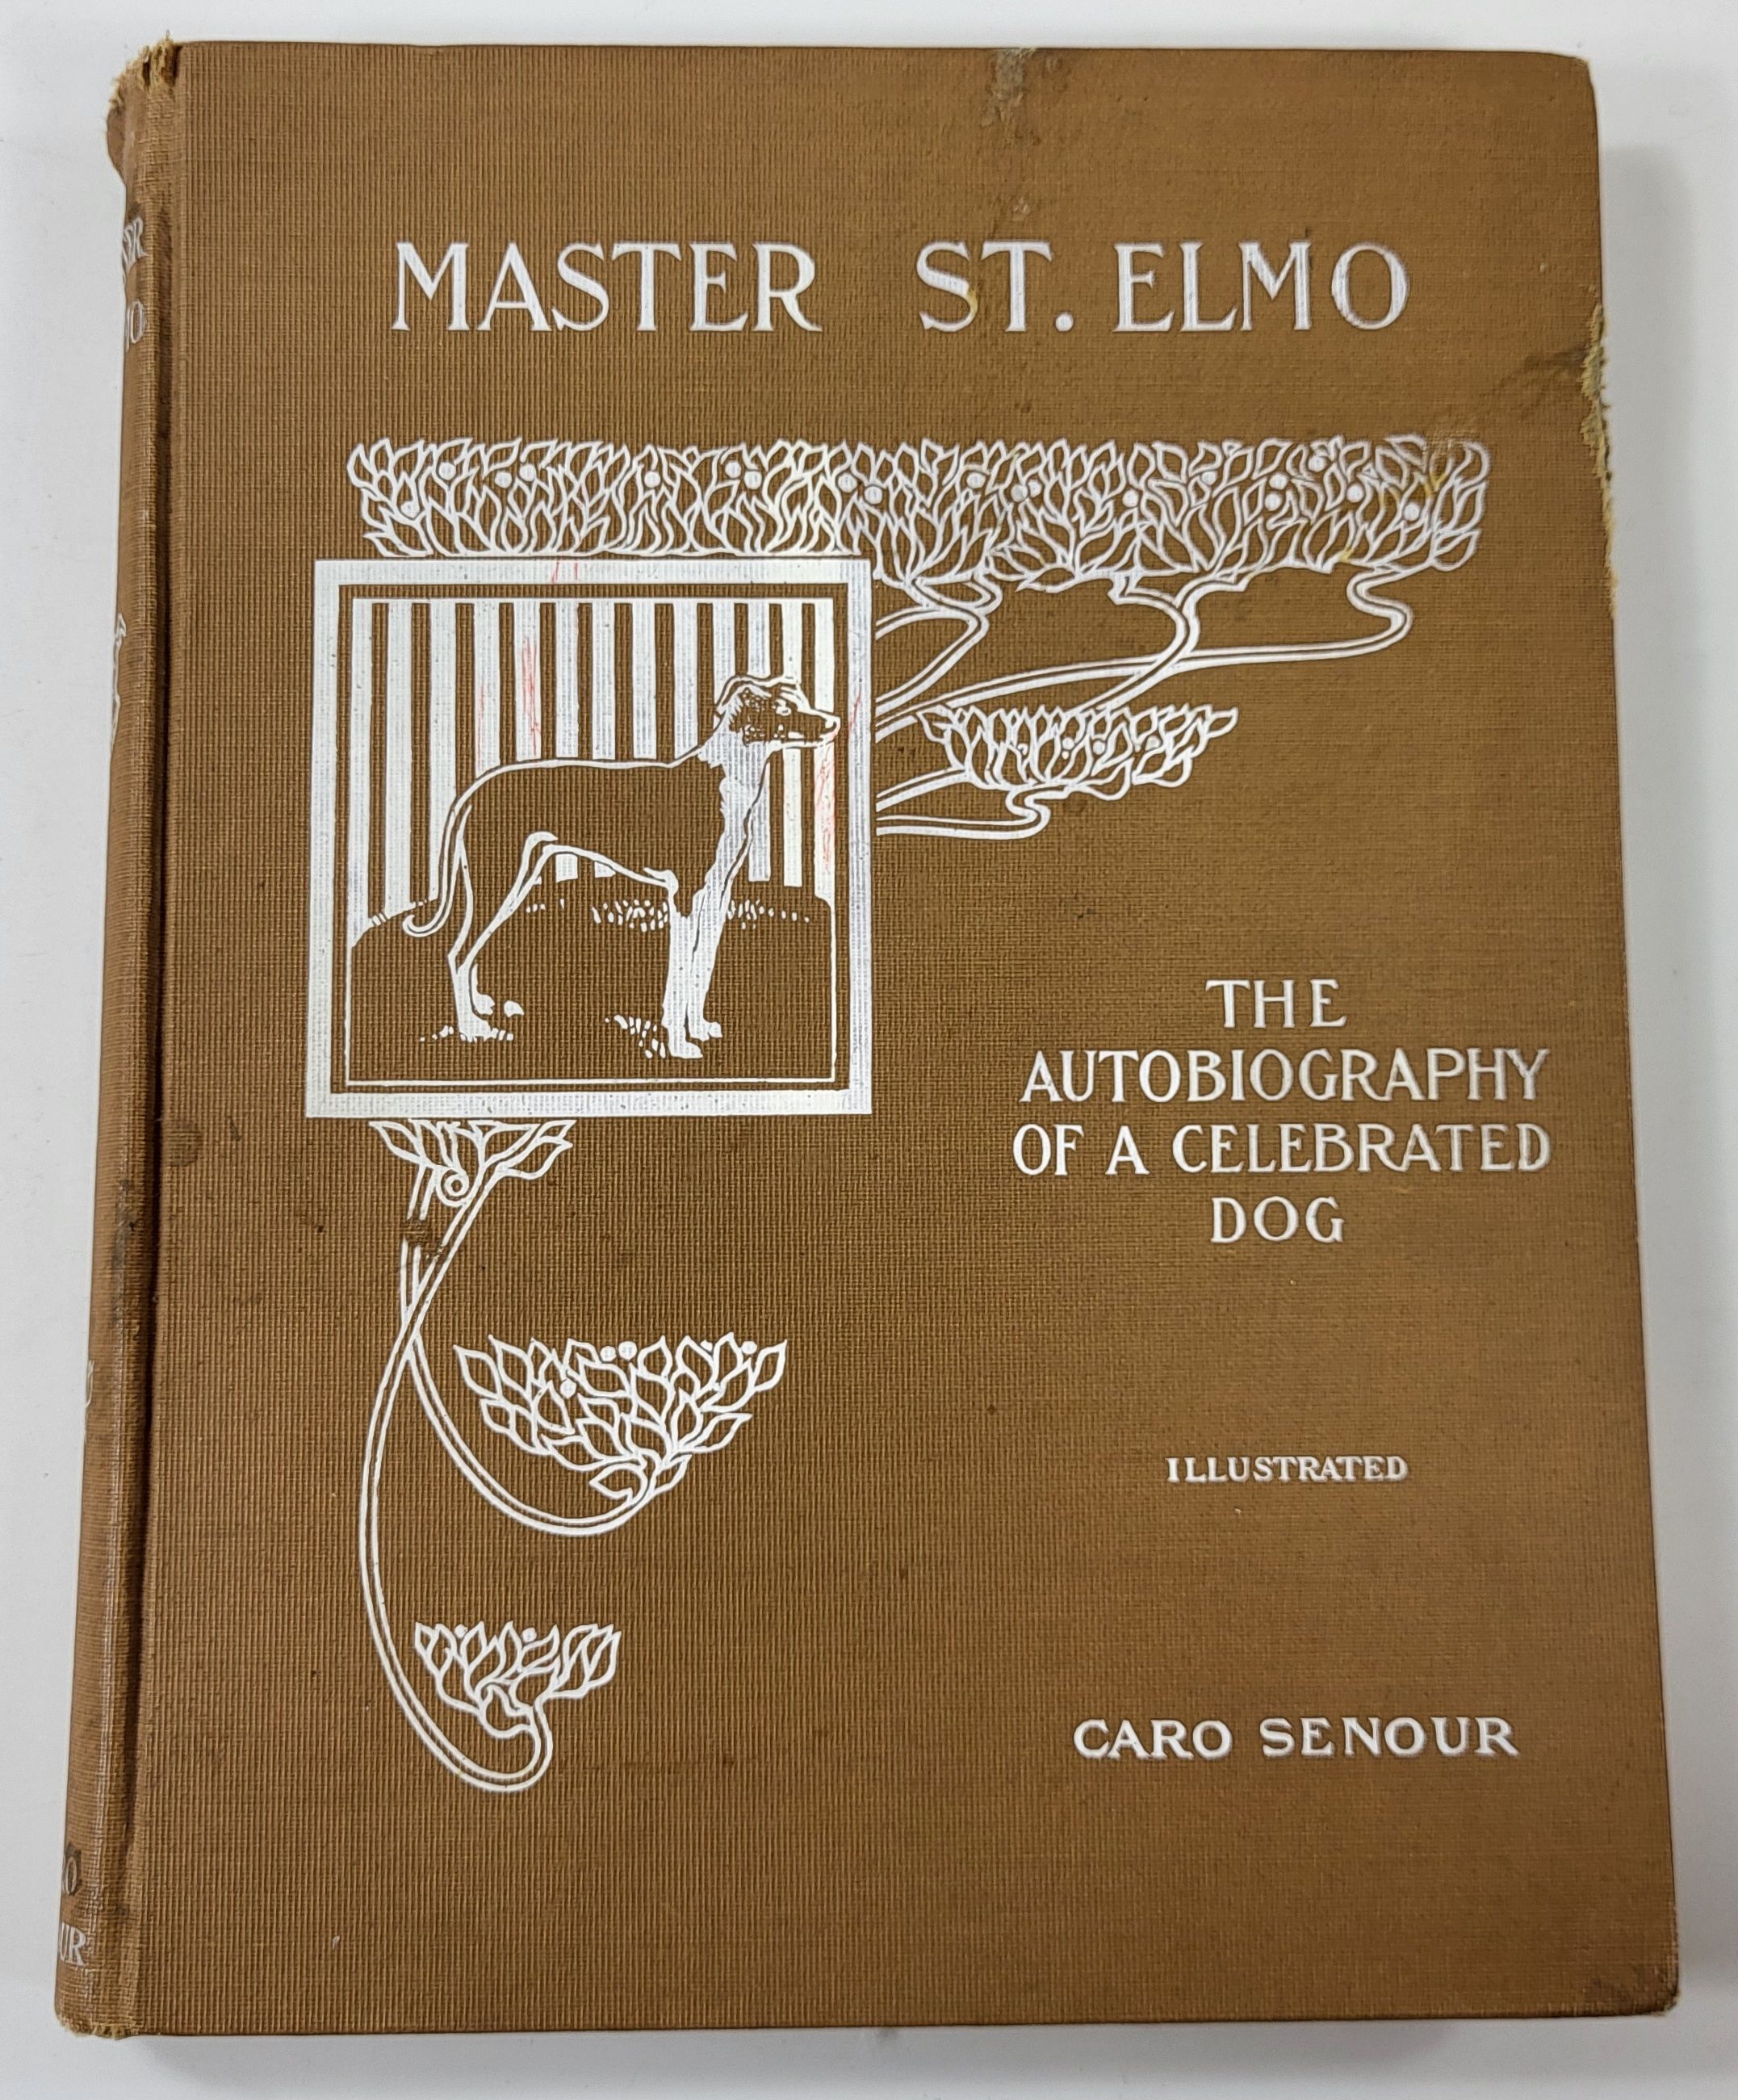 MASTER ST. ELMO
THE
AUTOBIOGRAPHY
OF A CELEBRATED
DOG
ILLUSTRATED
CARO SENOUR